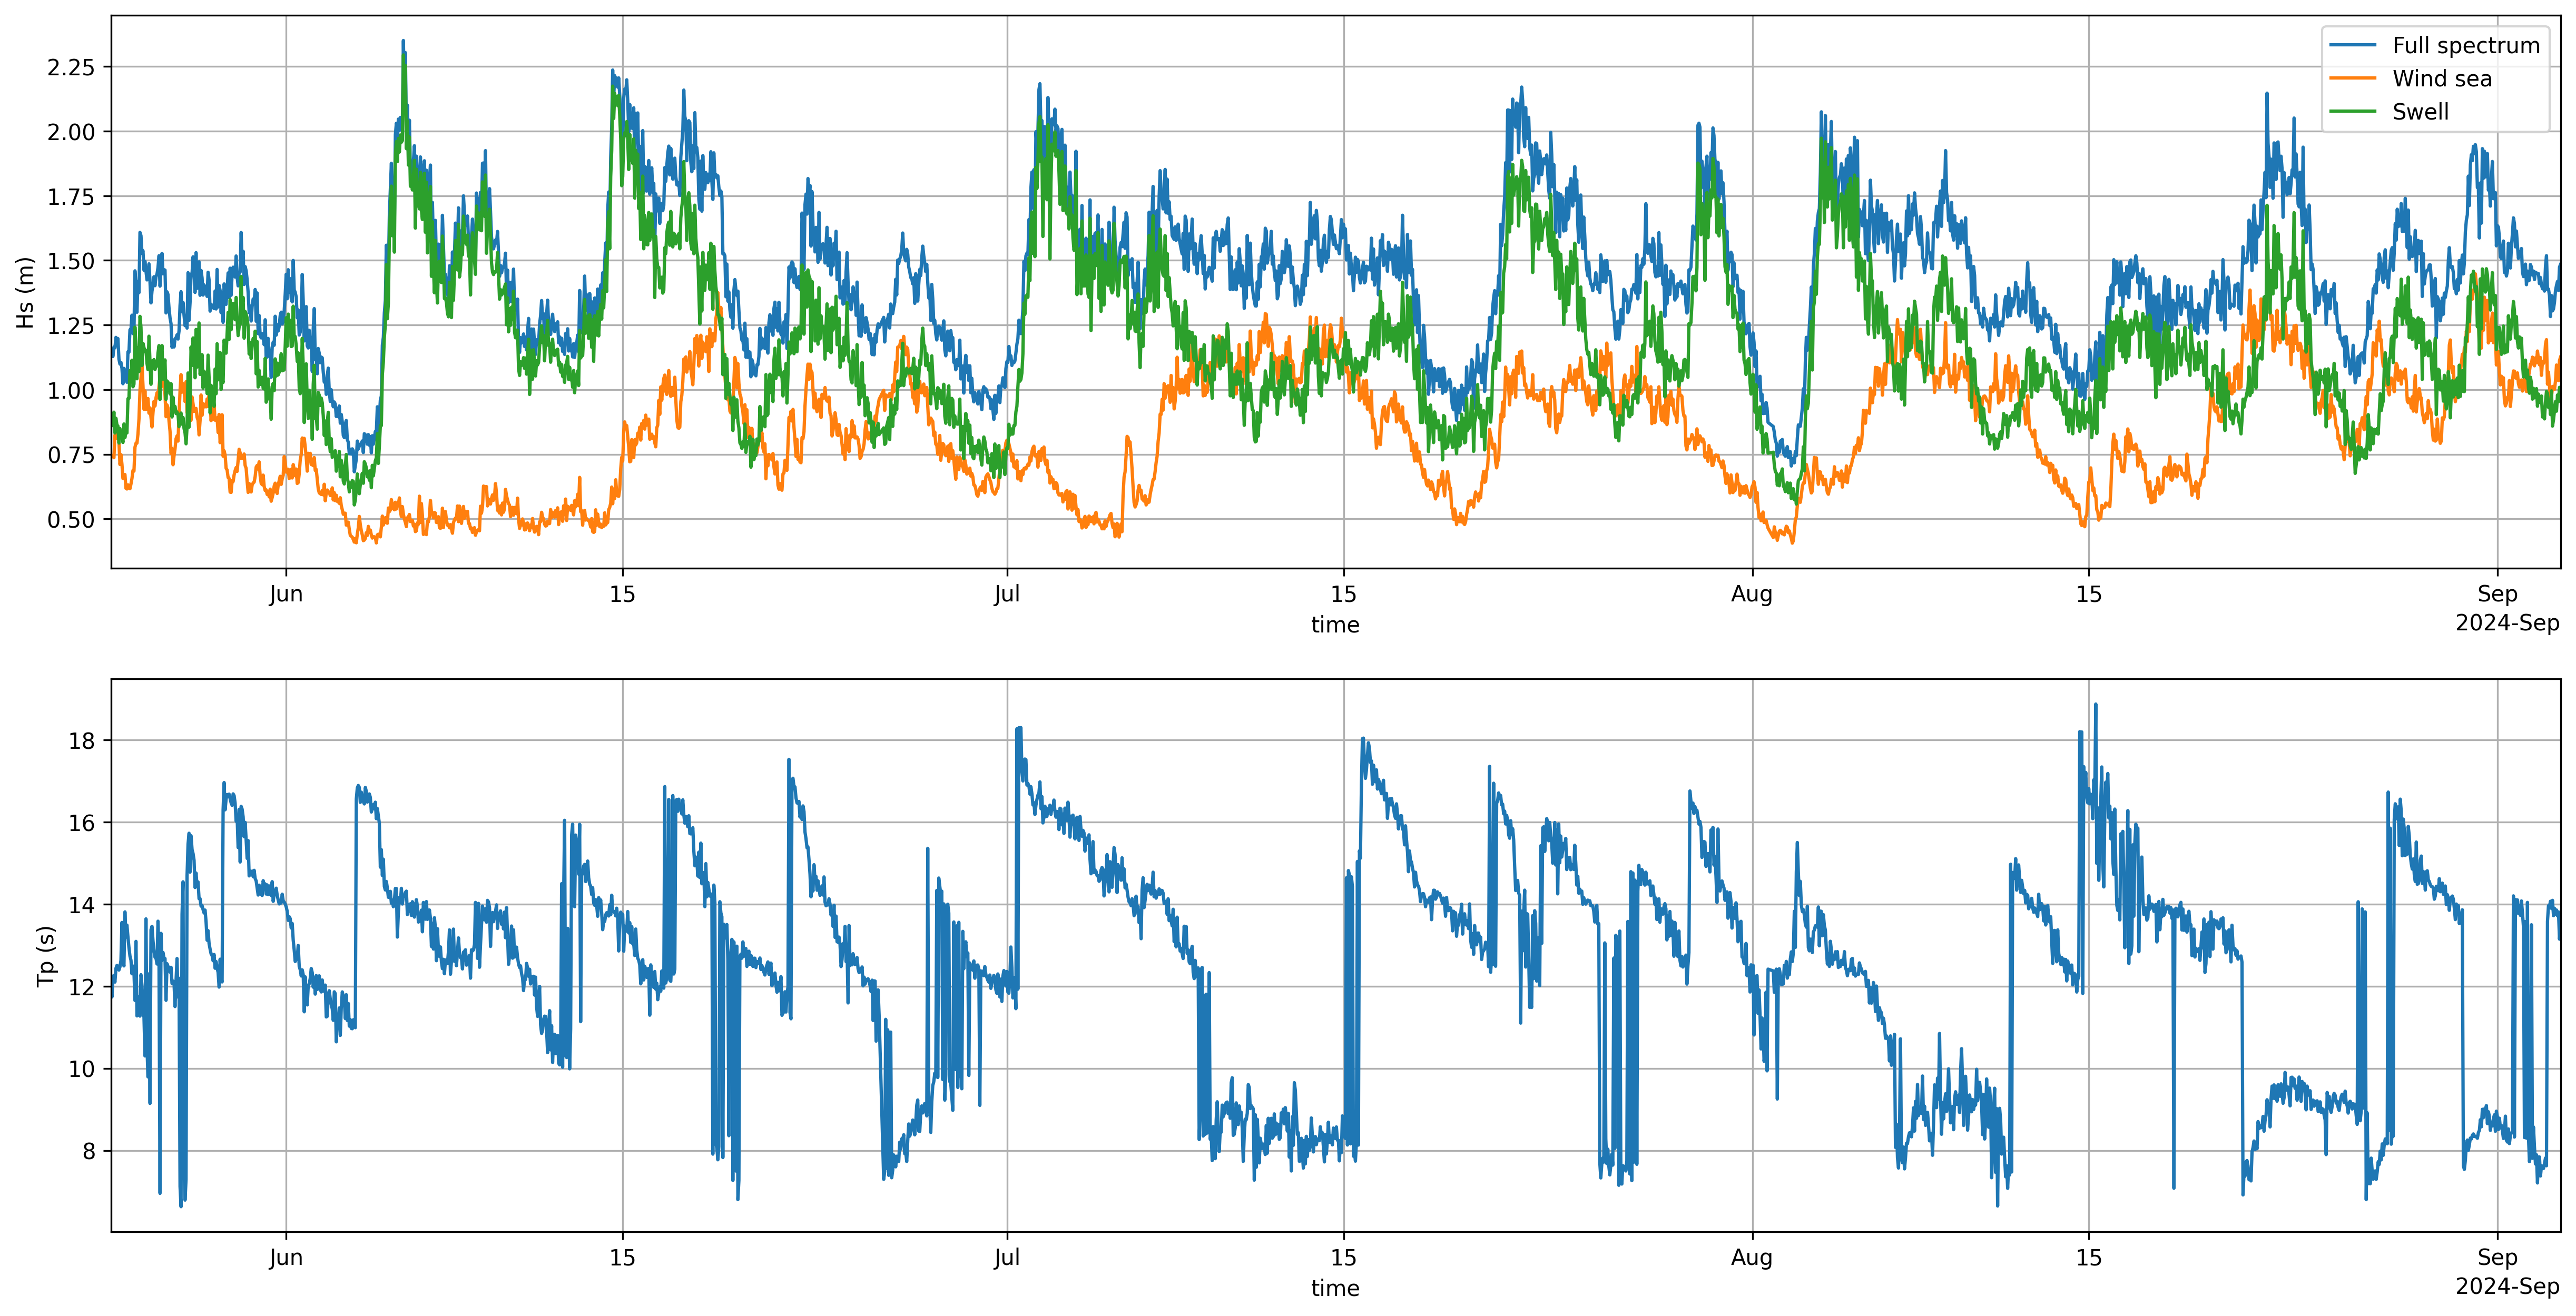 2.25
2.00
1.75
1.50
1.25
1.00
0.75
0.50
Hs (m)
Full spectrum
Wind sea
Swell
Jun 15 Jul 15 Aug 15 Sep
time
2024-Sep
18
16
14
12
10
8
Tp (s)
Jun 15 Jul 15 Aug 15 Sep
time
2024-Sep